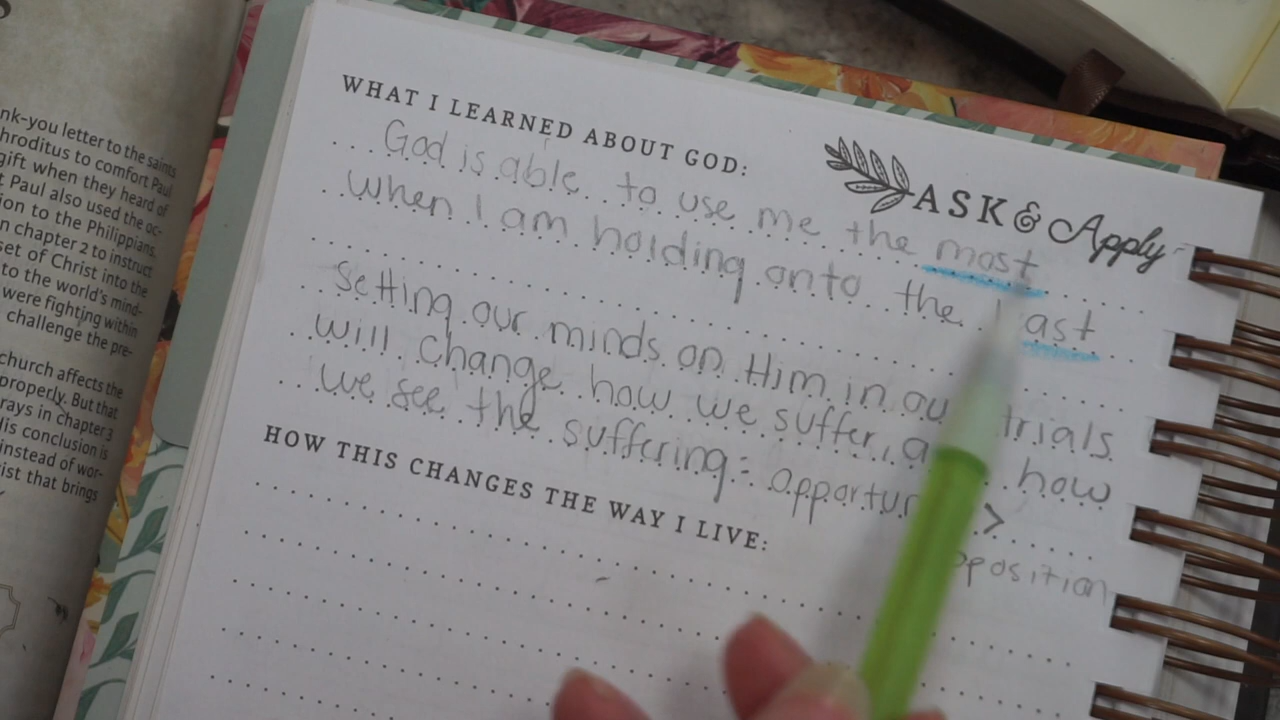 nk-you letter to the saints
hroditus to comfort Paul
gift when they heard of
t Paul also used the oc-
ion to the Philippians.
n chapter 2 to instruct
set of Christ into the
to the world's mind-
were fighting within
challenge the pre-
church affects the
properly. But that
rays in chapter 3
His conclusion is
instead of wor-
ist that brings
WHAT I LEARNED ABOUT GOD:
ASK & Apply
God is able to use me the most
when I am holding onto the ast
Setting our minds on Him in ou trials
will change how we suffer, a how
we see the suffering: opportun >
pposition
HOW THIS CHANGES THE WAY I LIVE: